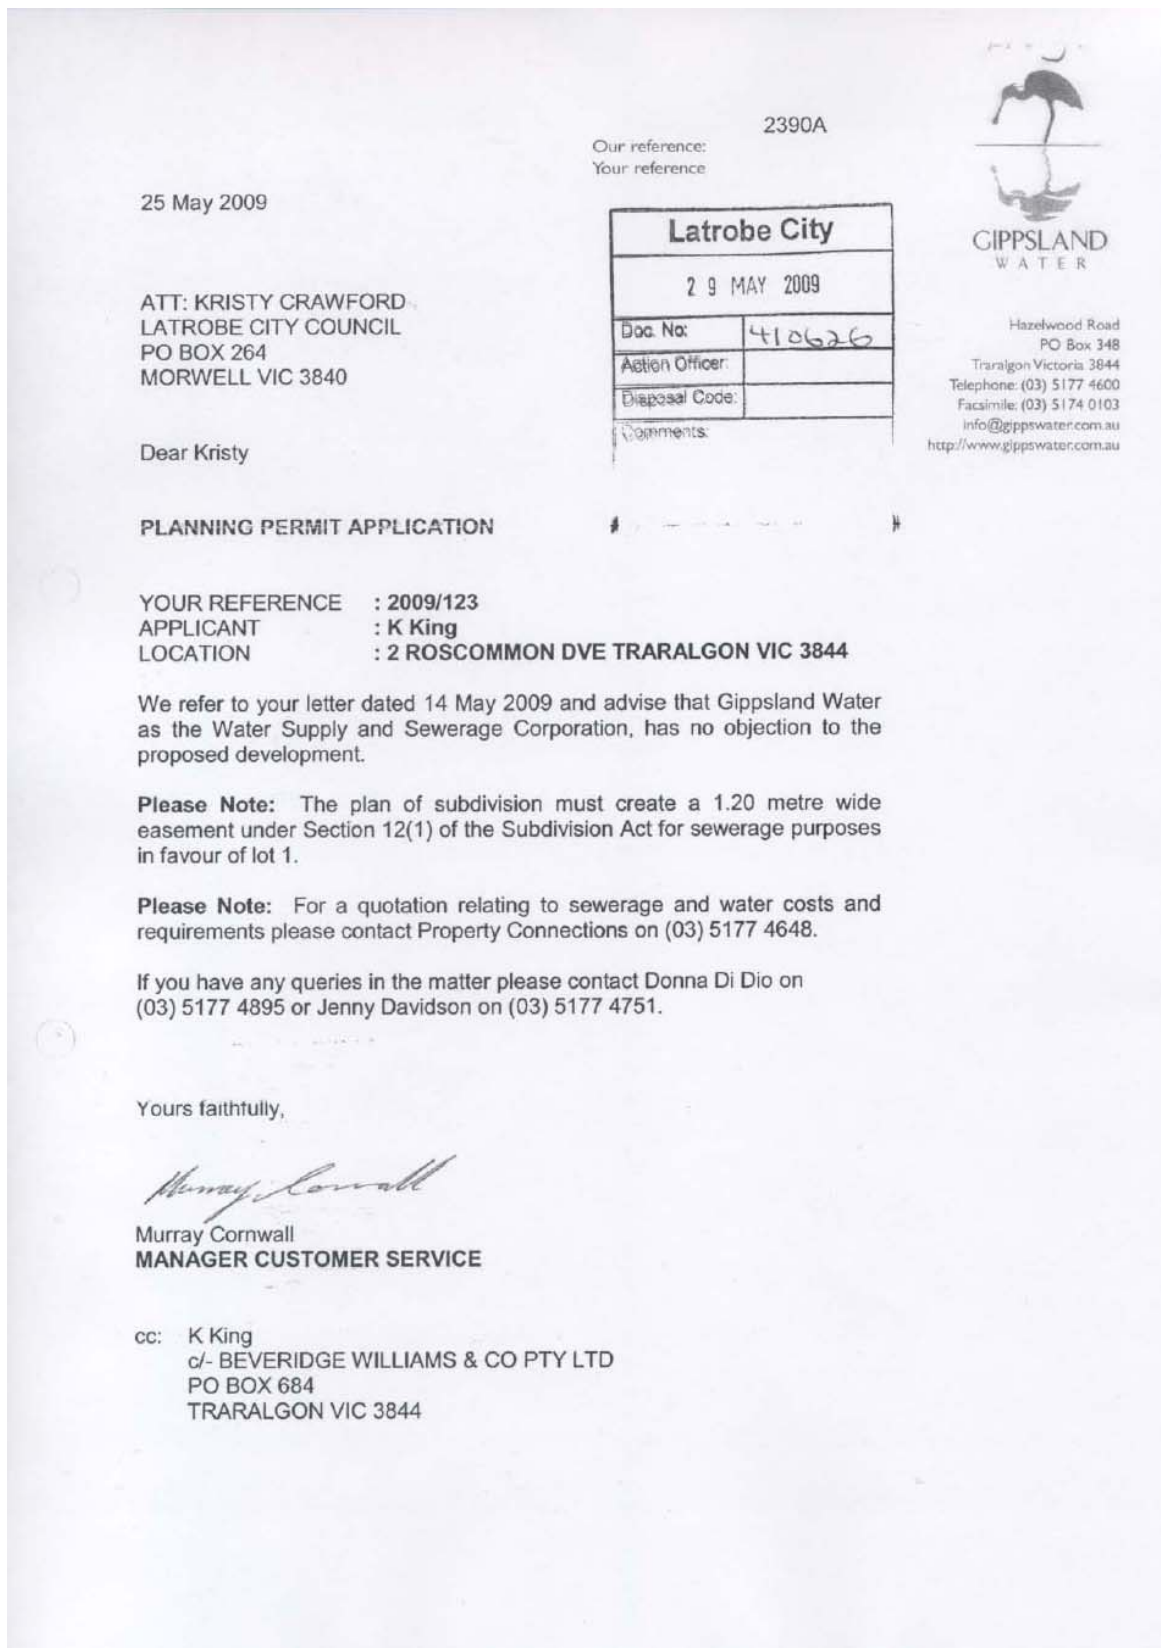 2390A
Our reference:
Your reference
25 May 2009
Latrobe City
29 MAY 2009
Doc. No: 410626
Action Officer:
Disposal Code:
Comments:
GIPPSLAND
WATER
Hazelwood Road
PO Box 348
Traralgon Victoria 3844
Telephone: (03) 5177 4600
Facsimile: (03) 5174 0103
info@gippswater.com.au
http://www.gippswater.com.au
ATT: KRISTY CRAWFORD
LATROBE CITY COUNCIL
PO BOX 264
MORWELL VIC 3840
Dear Kristy
PLANNING PERMIT APPLICATION
YOUR REFERENCE : 2009/123
APPLICANT : K King
LOCATION : 2 ROSCOMMON DVE TRARALGON VIC 3844
We refer to your letter dated 14 May 2009 and advise that Gippsland Water
as the Water Supply and Sewerage Corporation, has no objection to the
proposed development.
Please Note: The plan of subdivision must create a 1.20 metre wide
easement under Section 12(1) of the Subdivision Act for sewerage purposes
in favour of lot 1.
Please Note: For a quotation relating to sewerage and water costs and
requirements please contact Property Connections on (03) 5177 4648.
If you have any queries in the matter please contact Donna Di Dio on
(03) 5177 4895 or Jenny Davidson on (03) 5177 4751.
Yours faithfully,
Murray Cornwall
Murray Cornwall
MANAGER CUSTOMER SERVICE
cc: K King
c/- BEVERIDGE WILLIAMS & CO PTY LTD
PO BOX 684
TRARALGON VIC 3844